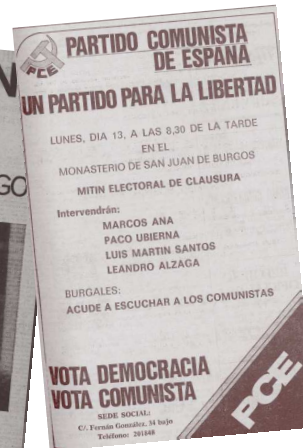 PARTIDO COMUNISTA
DE ESPAÑA
PCE
UN PARTIDO PARA LA LIBERTAD
LUNES, DIA 13, A LAS 8,30 DE LA TARDE
EN EL
MONASTERIO DE SAN JUAN DE BURGOS
MITIN ELECTORAL DE CLAUSURA
Intervendrán:
MARCOS ANA
PACO UBIERNA
LUIS MARTIN SANTOS
LEANDRO ALZAGA
BURGALES:
ACUDE A ESCUCHAR A LOS COMUNISTAS
VOTA DEMOCRACIA
VOTA COMUNISTA
SEDE SOCIAL:
C/. Fernán González, 34 bajo
Teléfono: 201848
PCE
N
GO